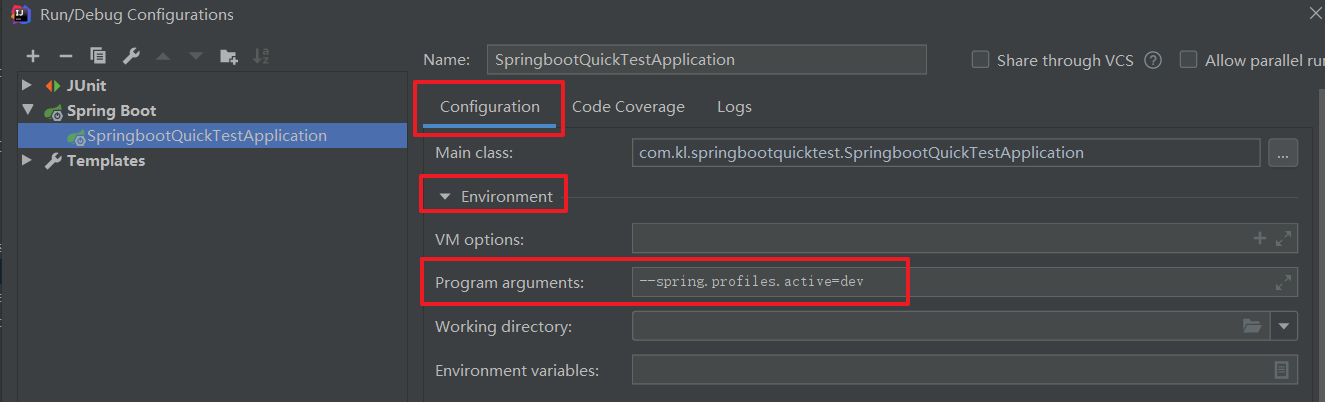 Run/Debug Configurations
Name: SpringbootQuickTestApplication Share through VCS ? Allow parallel ru
JUnit
Spring Boot
SpringbootQuickTestApplication
Templates
Configuration Code Coverage Logs
Main class: com.kl.springbootquicktest.SpringbootQuickTestApplication ...
Environment
VM options:
Program arguments: --spring.profiles.active=dev
Working directory:
Environment variables: